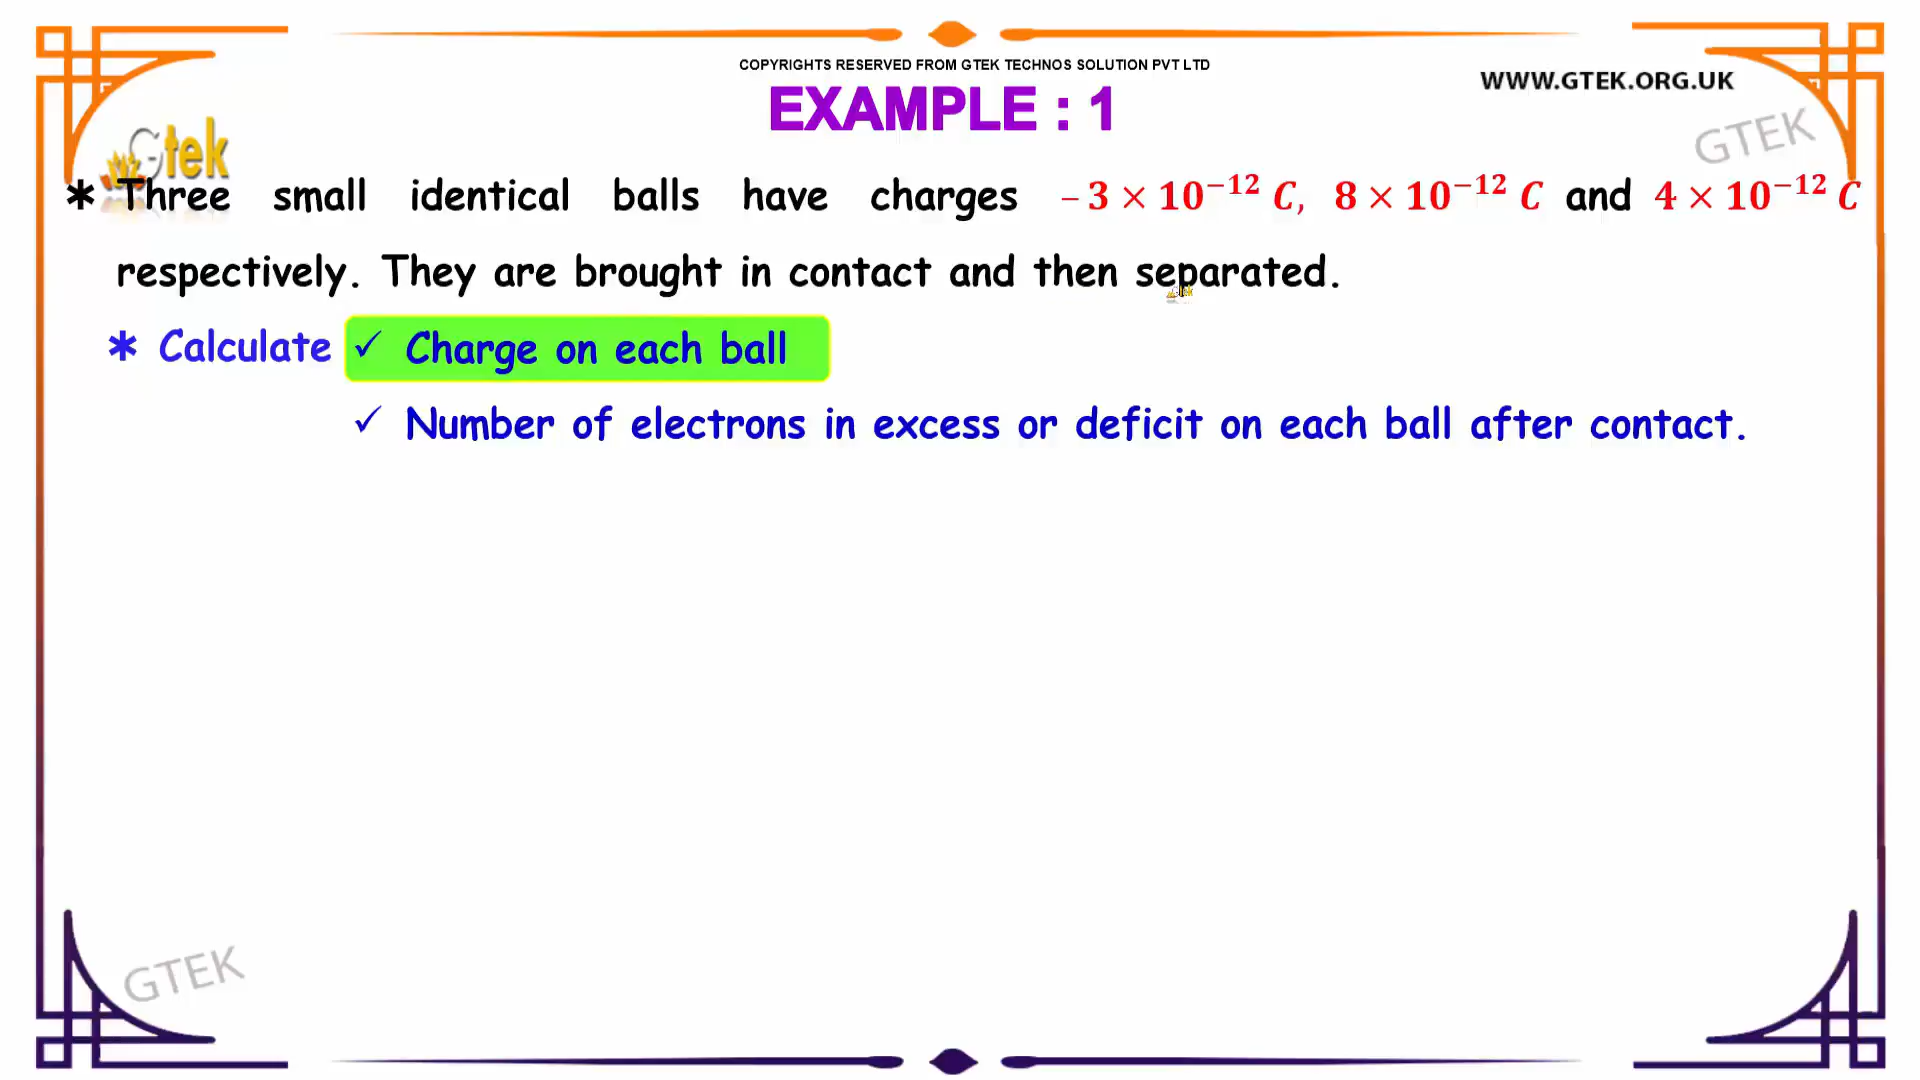 COPYRIGHTS RESERVED FROM GTEK TECHNOS SOLUTION PVT LTD
WWW.GTEK.ORG.UK
EXAMPLE : 1
GTEK
Gtek
* Three small identical balls have charges – 3 × 10⁻¹² C, 8 × 10⁻¹² C and 4 × 10⁻¹² C
respectively. They are brought in contact and then separated.
* Calculate ✓ Charge on each ball
✓ Number of electrons in excess or deficit on each ball after contact.
GTEK